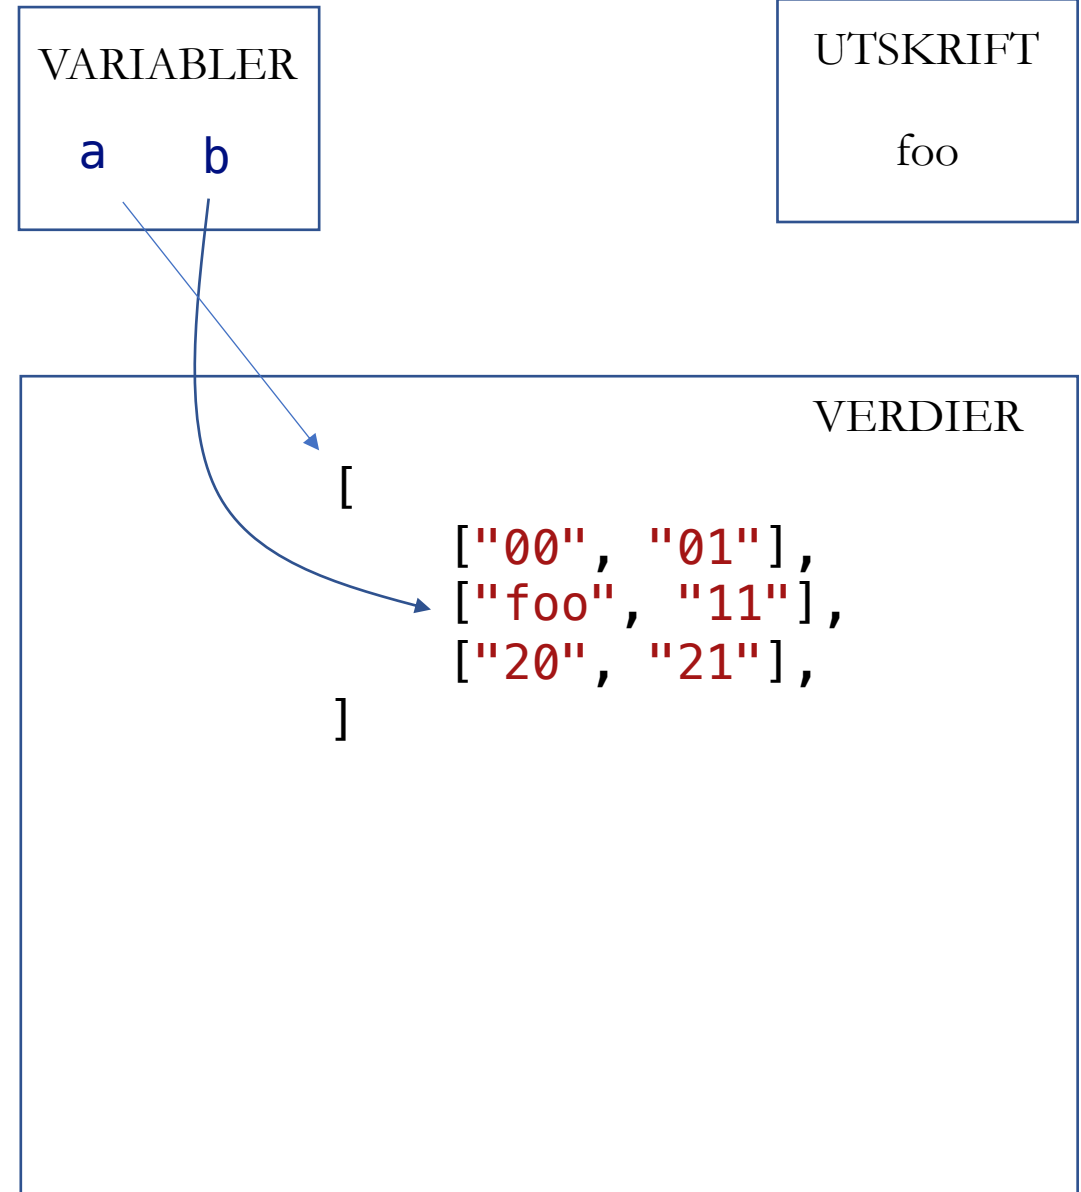 VARIABLER
a b
UTSKRIFT
foo
VERDIER
[
["00", "01"],
["foo", "11"],
["20", "21"],
]